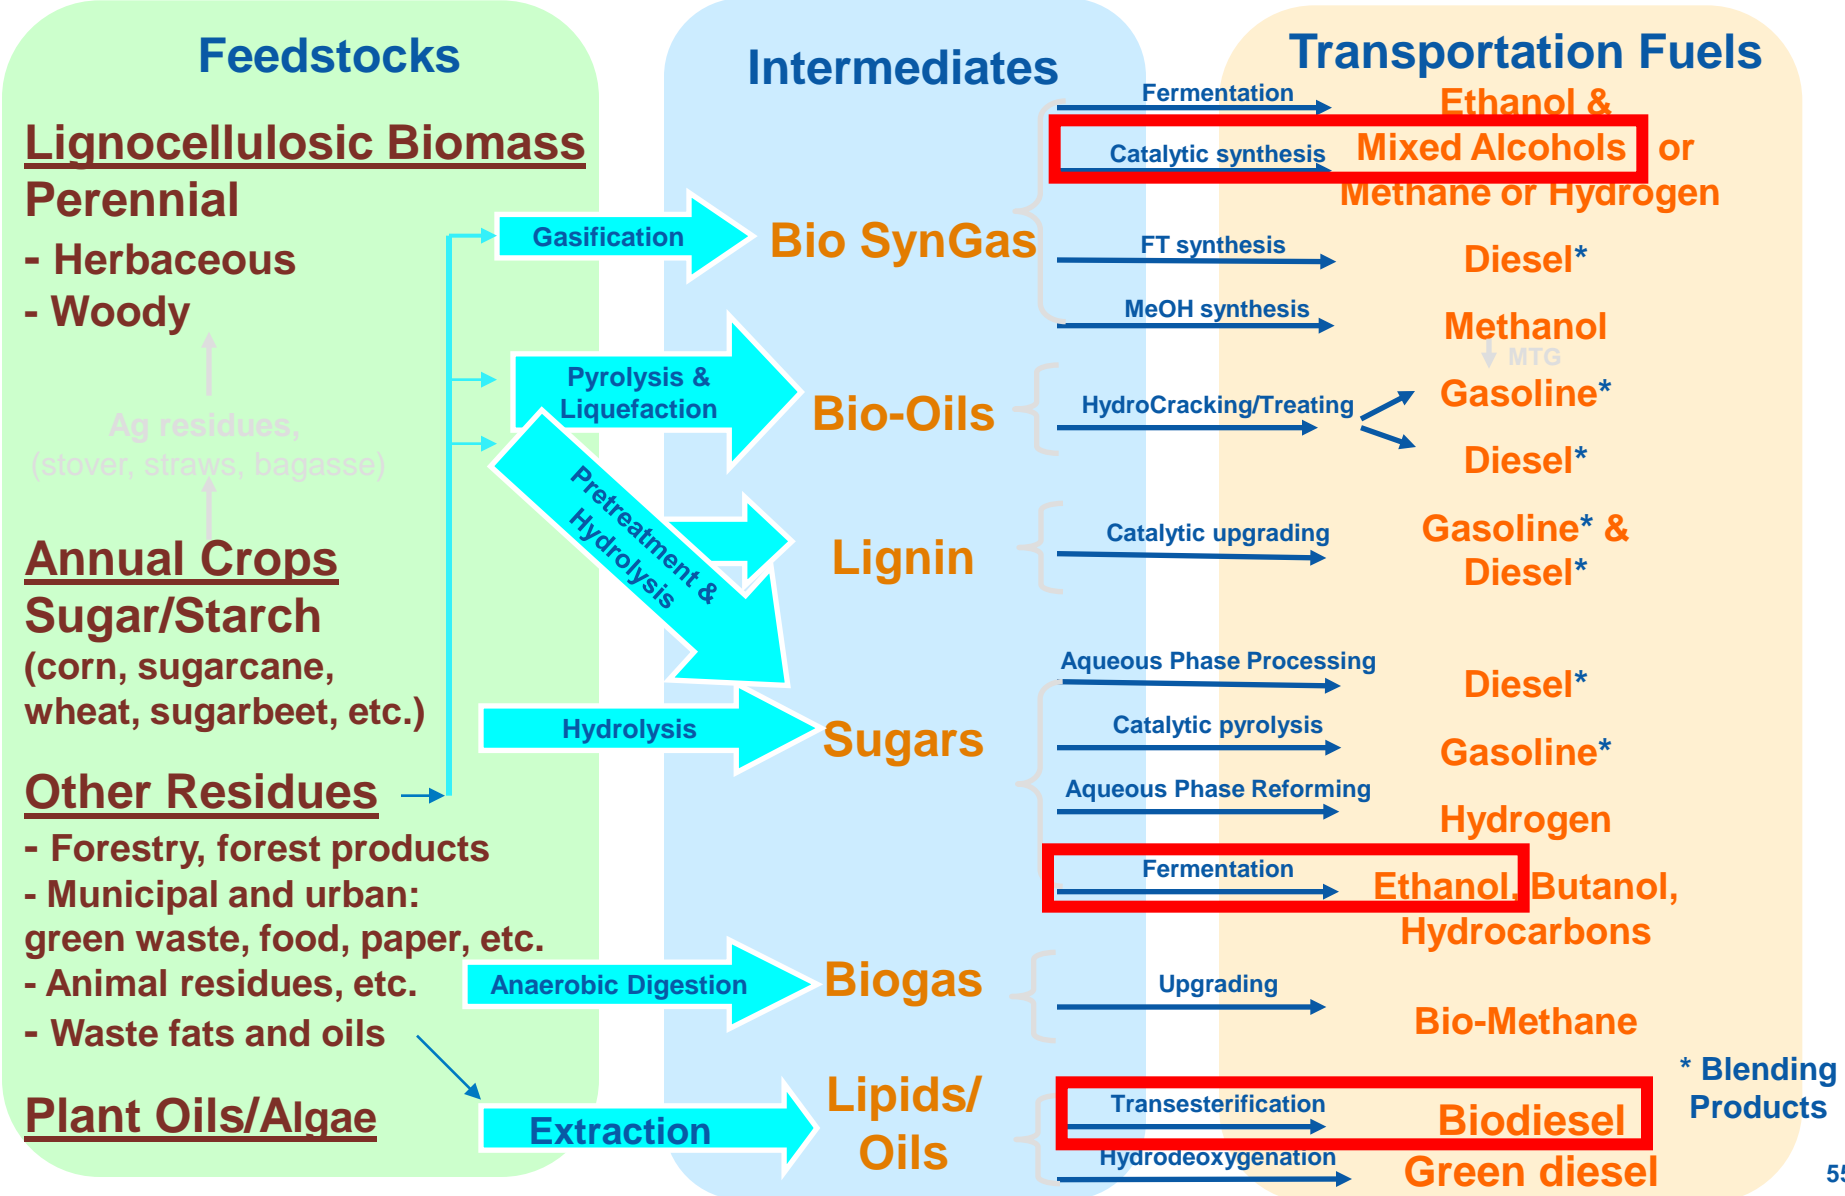 Feedstocks
Lignocellulosic Biomass
Perennial
- Herbaceous
- Woody
Ag residues,
(stover, straws, bagasse)
Annual Crops
Sugar/Starch
(corn, sugarcane,
wheat, sugarbeet, etc.)
Other Residues
- Forestry, forest products
- Municipal and urban:
green waste, food, paper, etc.
- Animal residues, etc.
- Waste fats and oils
Plant Oils/Algae
Gasification
Pyrolysis &
Liquefaction
Pretreatment &
Hydrolysis
Hydrolysis
Anaerobic Digestion
Extraction
Intermediates
Bio SynGas
Bio-Oils
Lignin
Sugars
Biogas
Lipids/
Oils
Fermentation
Catalytic synthesis
FT synthesis
MeOH synthesis
HydroCracking/Treating
Catalytic upgrading
Aqueous Phase Processing
Catalytic pyrolysis
Aqueous Phase Reforming
Fermentation
Upgrading
Transesterification
Hydrodeoxygenation
Transportation Fuels
Ethanol &
Mixed Alcohols or
Methane or Hydrogen
Diesel*
Methanol
MTG
Gasoline*
Diesel*
Gasoline* &
Diesel*
Diesel*
Gasoline*
Hydrogen
Ethanol, Butanol,
Hydrocarbons
Bio-Methane
Biodiesel
Green diesel
* Blending
Products
55